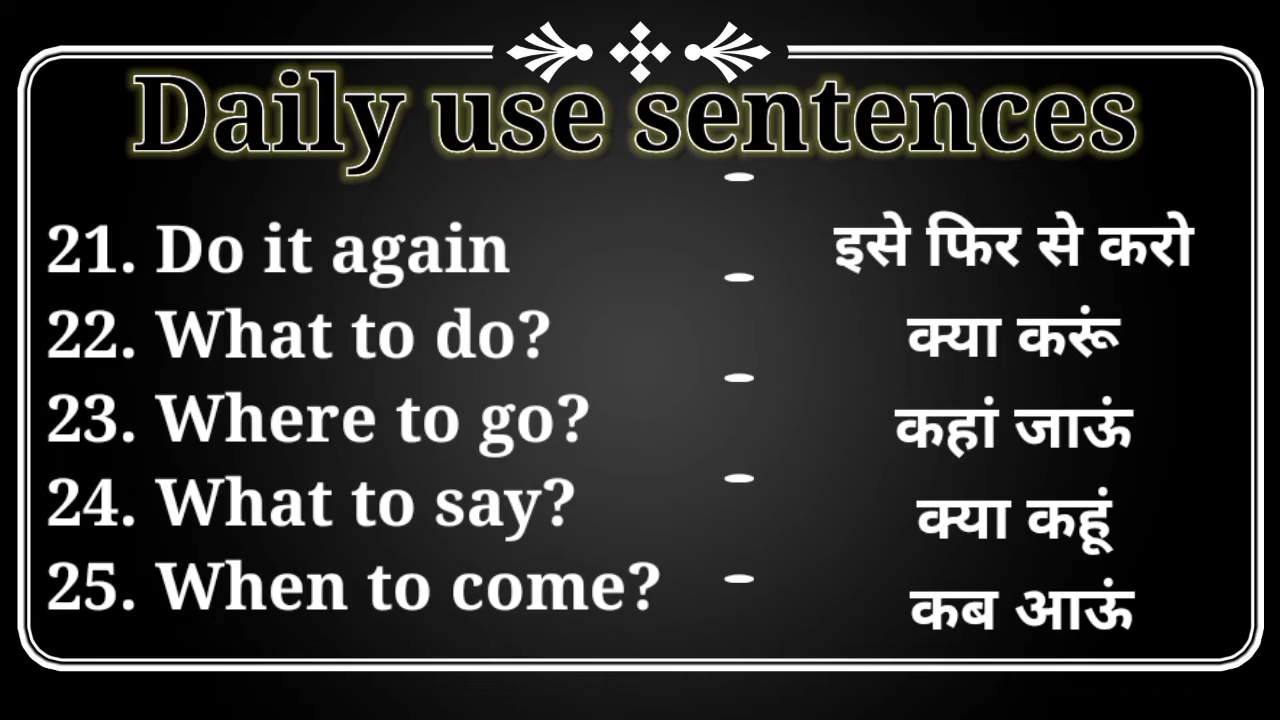 Daily use sentences
21. Do it again - इसे फिर से करो
22. What to do? - क्या करूं
23. Where to go? - कहां जाऊं
24. What to say? - क्या कहूं
25. When to come? - कब आऊं